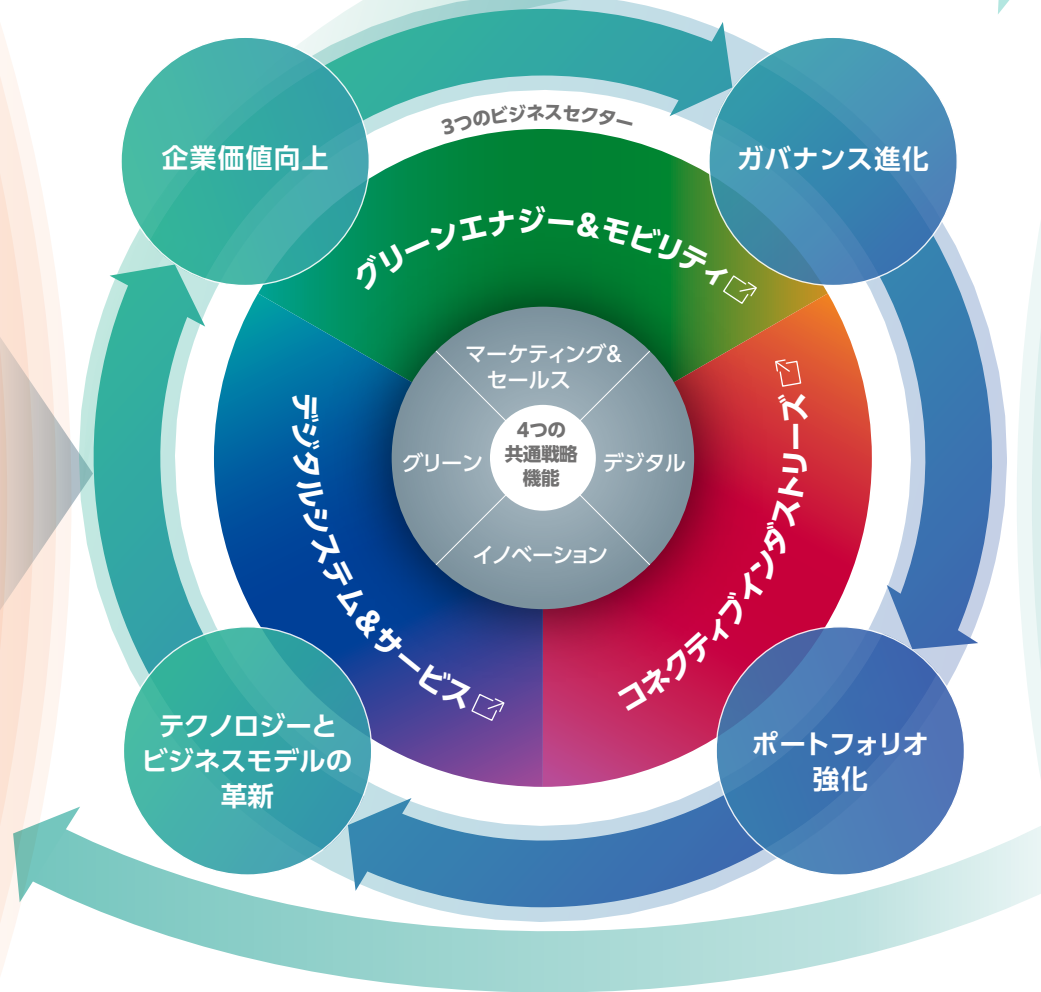 3つのビジネスセクター
企業価値向上
ガバナンス進化
グリーンエナジー&モビリティ
マーケティング&
セールス
4つの
共通戦略
機能
グリーン
デジタル
イノベーション
デジタルシステム&サービス
コネクティブインダストリーズ
テクノロジーと
ビジネスモデルの
革新
ポートフォリオ
強化